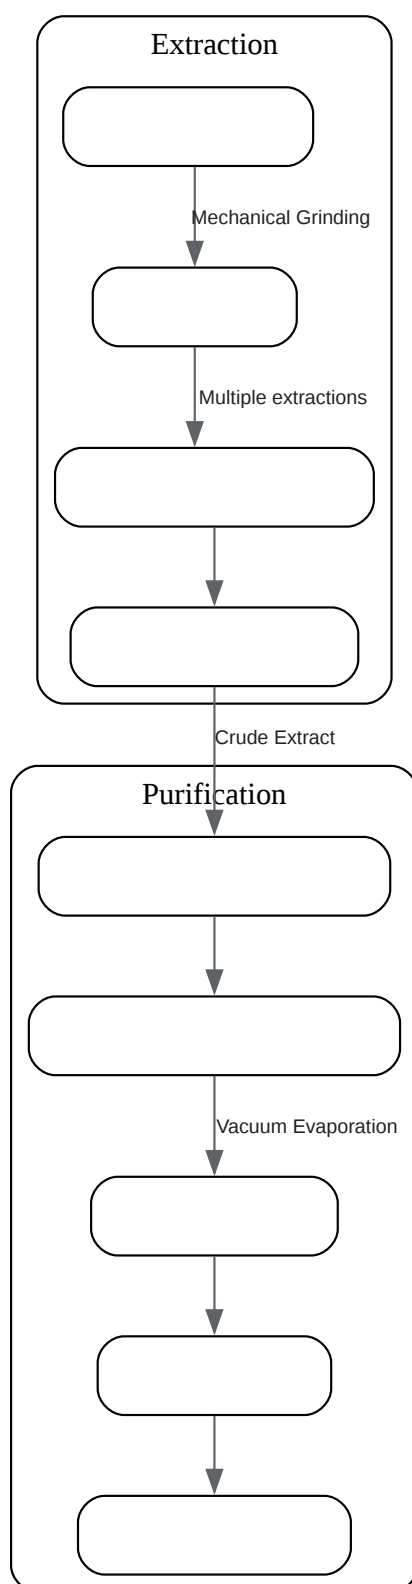 Extraction
Mechanical Grinding
Multiple extractions
Crude Extract
Purification
Vacuum Evaporation